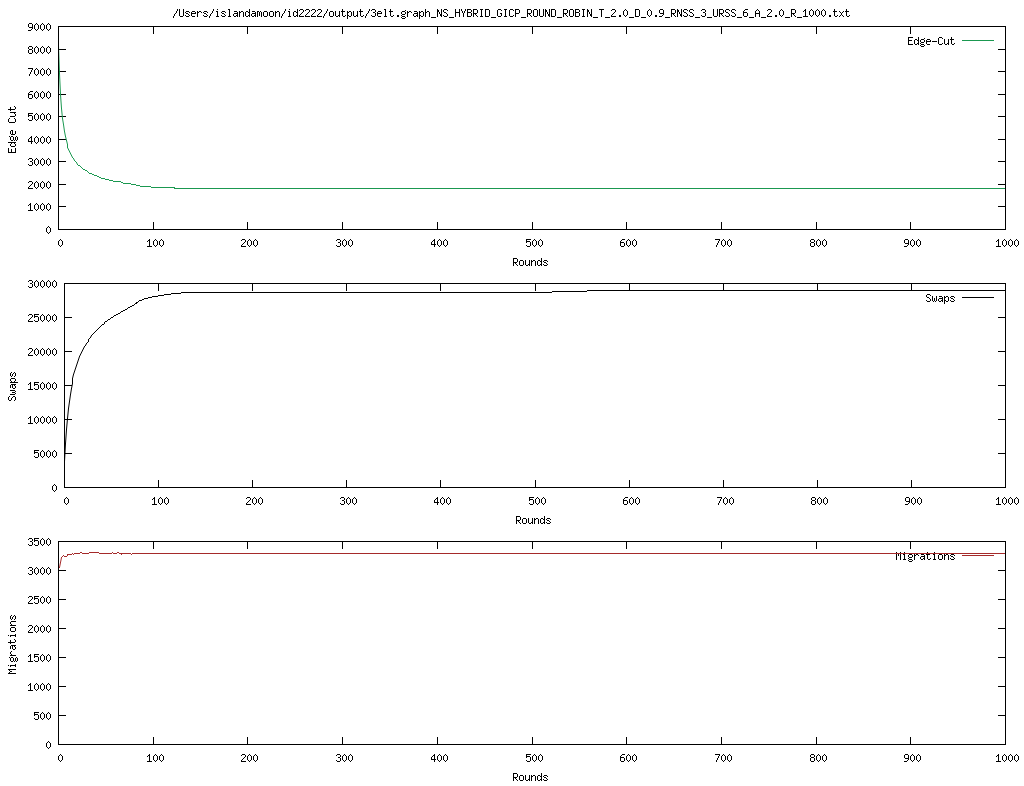 /Users/islandamoon/id2222/output/3elt.graph_NS_HYBRID_GICP_ROUND_ROBIN_T_2.0_D_0.9_RNSS_3_URSS_6_A_2.0_R_1000.txt
9000
8000
7000
6000
5000
4000
3000
2000
1000
0
Edge Cut
Edge-Cut
0 100 200 300 400 500 600 700 800 900 1000
Rounds
30000
25000
20000
15000
10000
5000
0
Swaps
Swaps
0 100 200 300 400 500 600 700 800 900 1000
Rounds
3500
3000
2500
2000
1500
1000
500
0
Migrations
Migrations
0 100 200 300 400 500 600 700 800 900 1000
Rounds